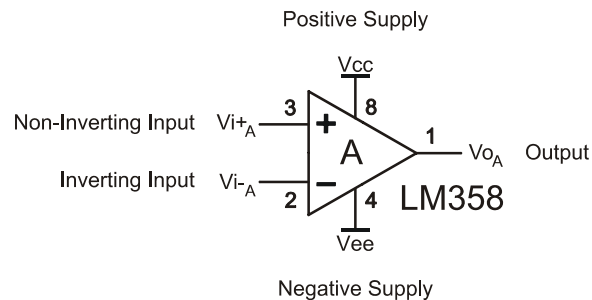 Positive Supply
Vcc
3 8
Non-Inverting Input Vi+A + 1
A VoA Output
Inverting Input Vi-A −
2 4 LM358
Vee
Negative Supply